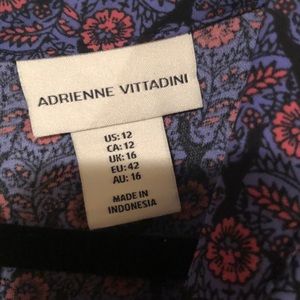 ADRIENNE VITTADINI
US: 12
CA: 12
UK: 16
EU: 42
AU: 16
MADE IN
INDONESIA